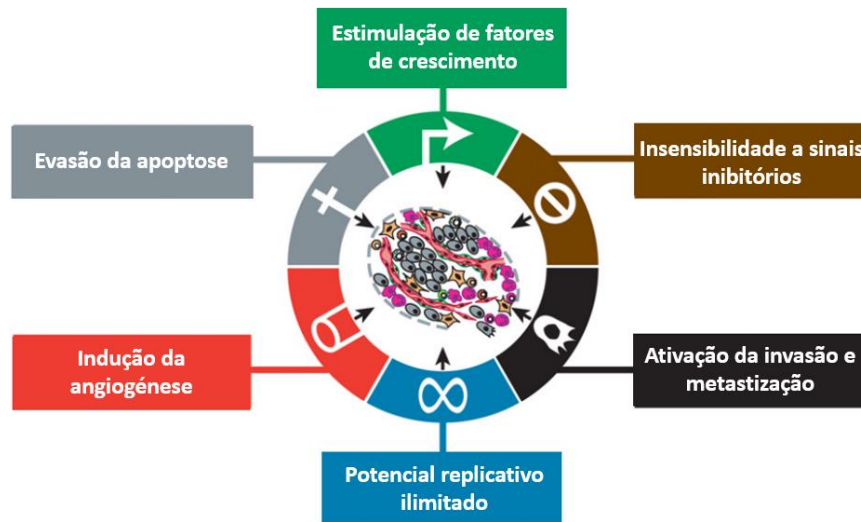 Estimulação de fatores
de crescimento
Evasão da apoptose
Insensibilidade a sinais
inibitórios
Indução da
angiogénese
Ativação da invasão e
metastização
Potencial replicativo
ilimitado